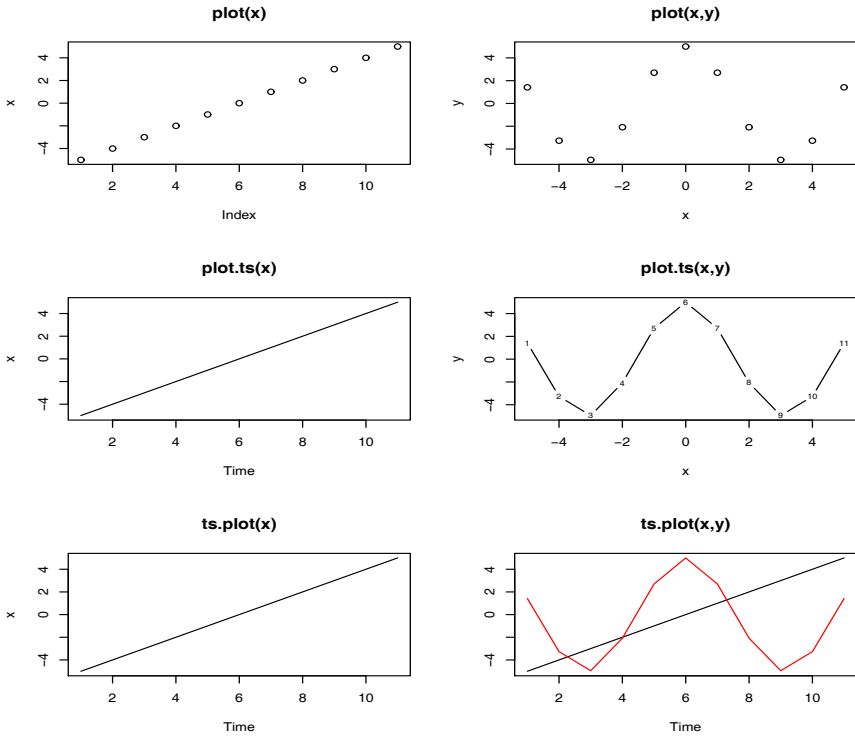 plot(x)
x
4
2
0
−4
2 4 6 8 10
Index
plot(x,y)
y
4
2
0
−4
−4 −2 0 2 4
x
plot.ts(x)
x
4
2
0
−4
2 4 6 8 10
Time
plot.ts(x,y)
y
4
2
0
−4
1 2 3 4 5 6 7 8 9 10 11
−4 −2 0 2 4
x
ts.plot(x)
x
4
2
0
−4
2 4 6 8 10
Time
ts.plot(x,y)
4
2
0
−4
2 4 6 8 10
Time